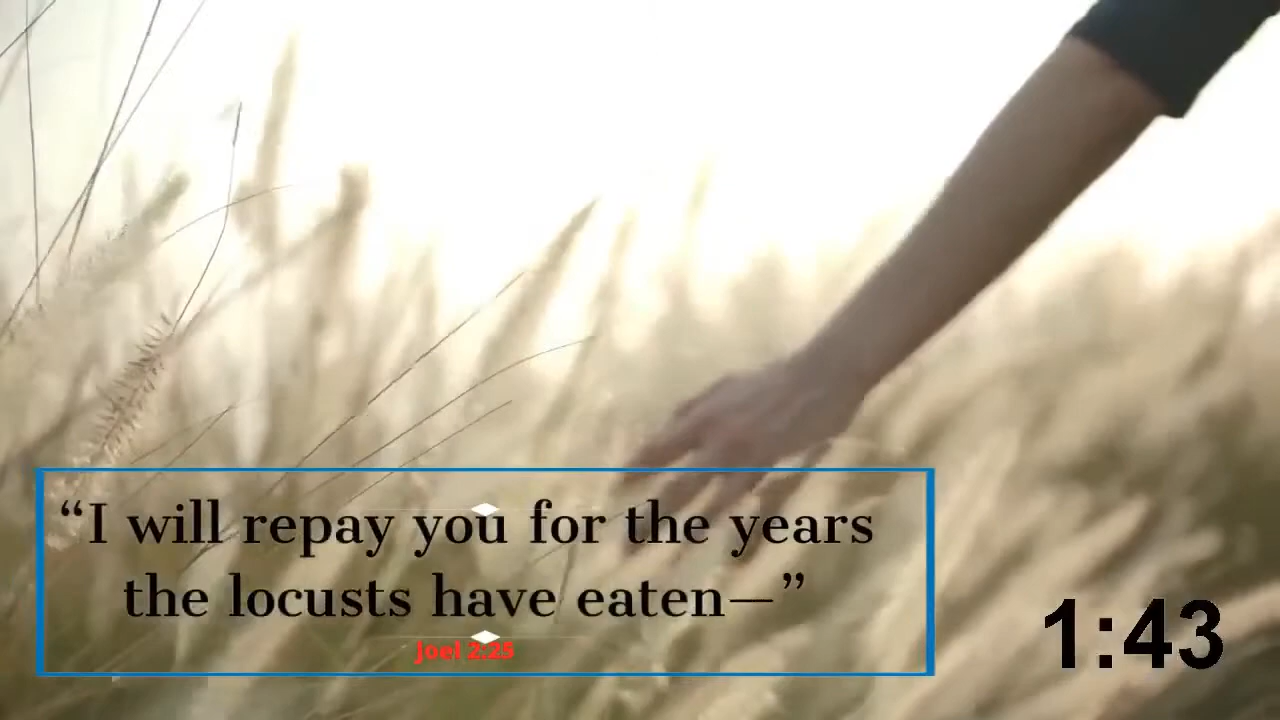 “I will repay you for the years
the locusts have eaten—”
Joel 2:25
1:43